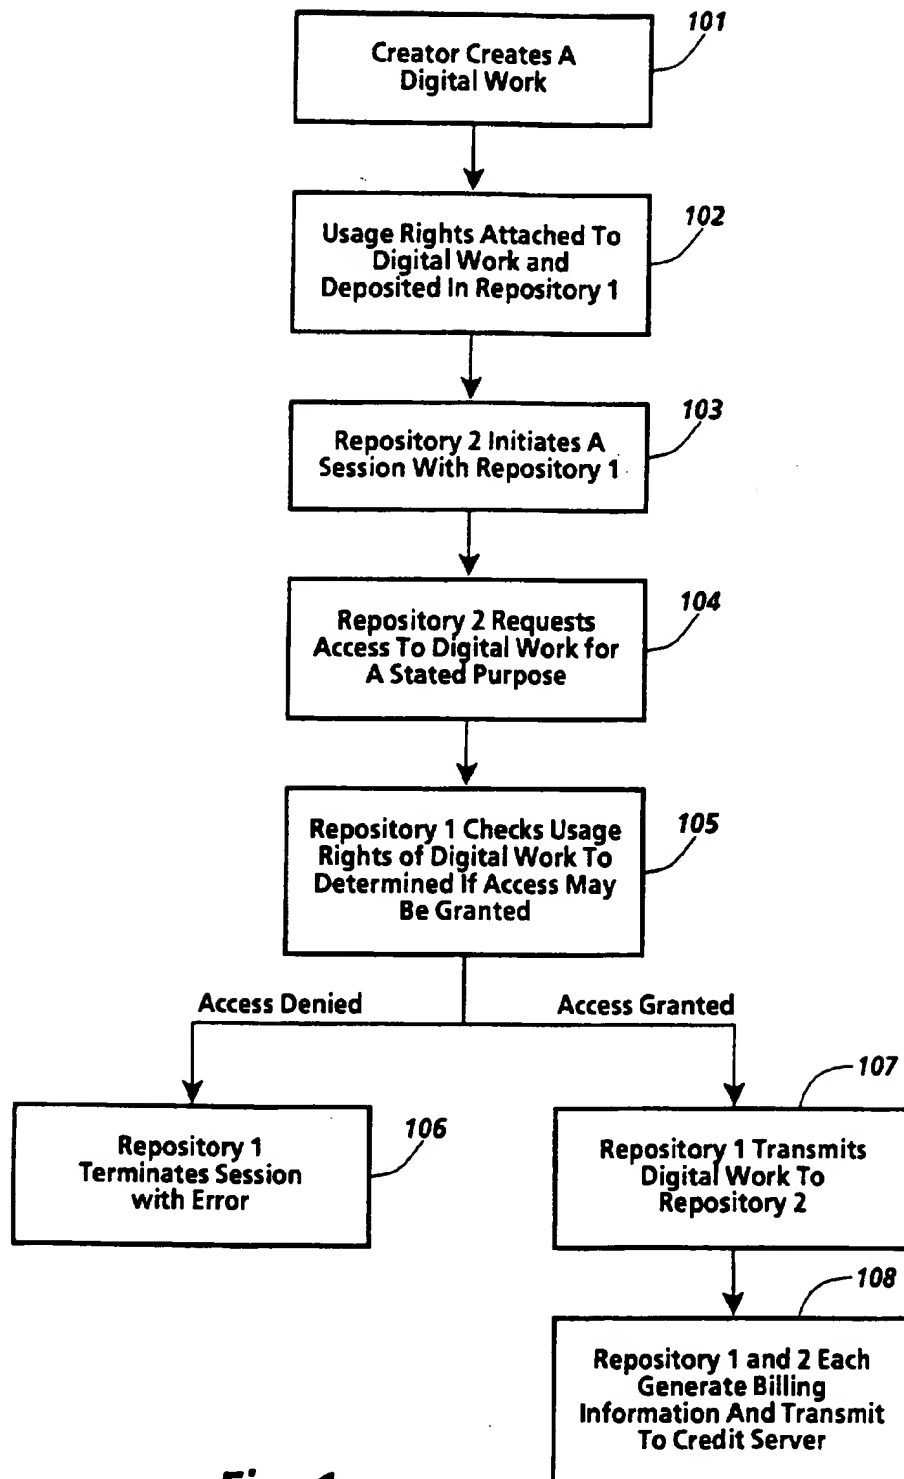 101
Creator Creates A
Digital Work
102
Usage Rights Attached To
Digital Work and
Deposited In Repository 1
103
Repository 2 Initiates A
Session With Repository 1
104
Repository 2 Requests
Access To Digital Work for
A Stated Purpose
105
Repository 1 Checks Usage
Rights of Digital Work To
Determined If Access May
Be Granted
Access Denied
Access Granted
106
Repository 1
Terminates Session
with Error
107
Repository 1 Transmits
Digital Work To
Repository 2
108
Repository 1 and 2 Each
Generate Billing
Information And Transmit
To Credit Server